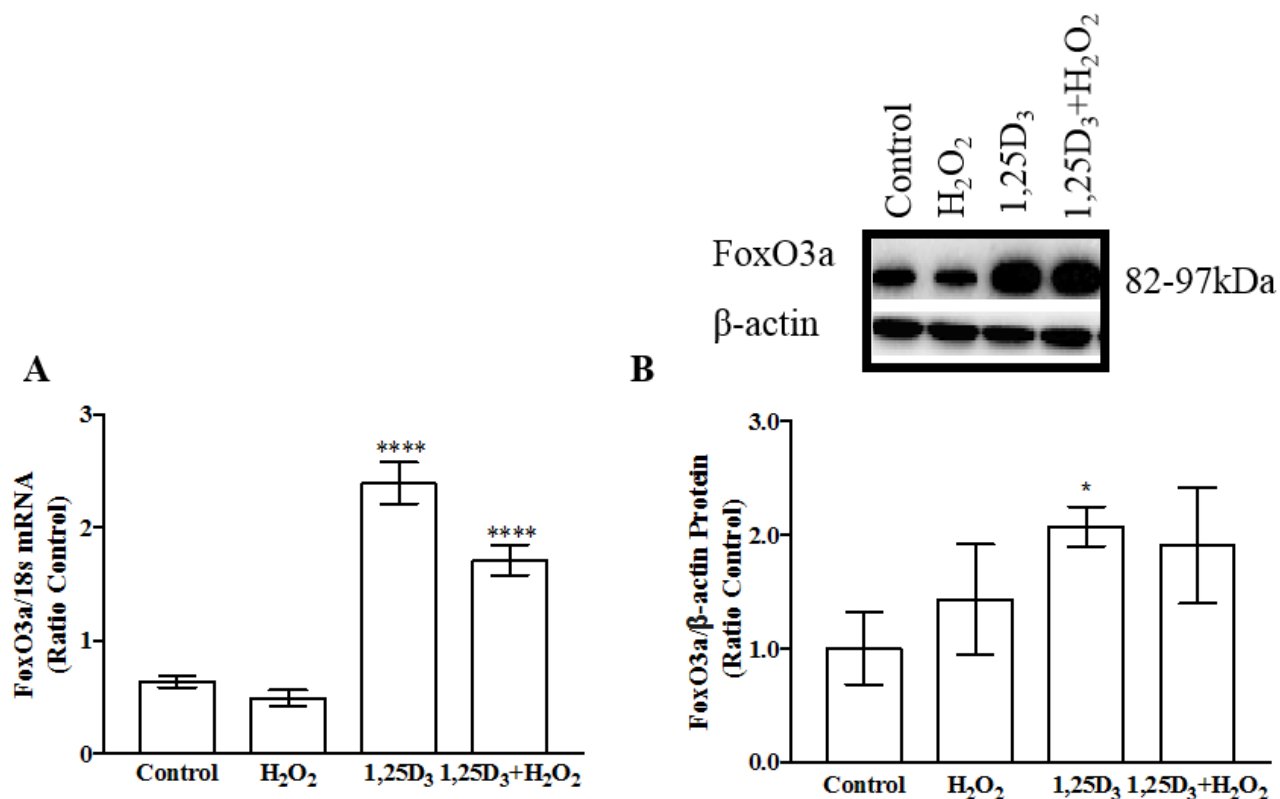 Control
H₂O₂
1,25D₃
1,25D₃+H₂O₂
FoxO3a
82-97kDa
β-actin
A
FoxO3a/18s mRNA
(Ratio Control)
3
2
1
0
****
****
Control
H₂O₂
1,25D₃
1,25D₃+H₂O₂
B
FoxO3a/β-actin Protein
(Ratio Control)
3.0
2.0
1.0
0.0
*
Control
H₂O₂
1,25D₃
1,25D₃+H₂O₂